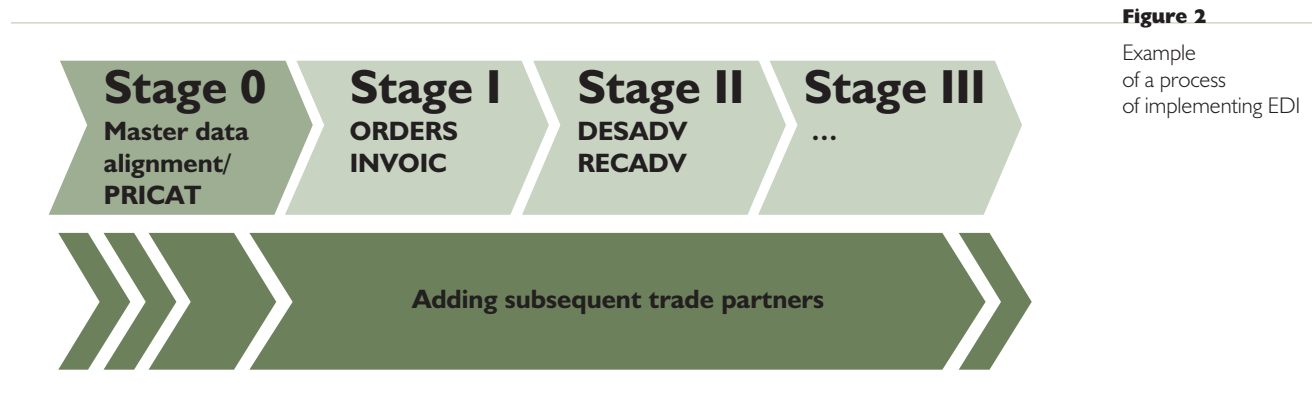 Figure 2
Example
of a process
of implementing EDI
Stage 0
Master data
alignment/
PRICAT
Stage I
ORDERS
INVOIC
Stage II
DESADV
RECADV
Stage III
...
Adding subsequent trade partners